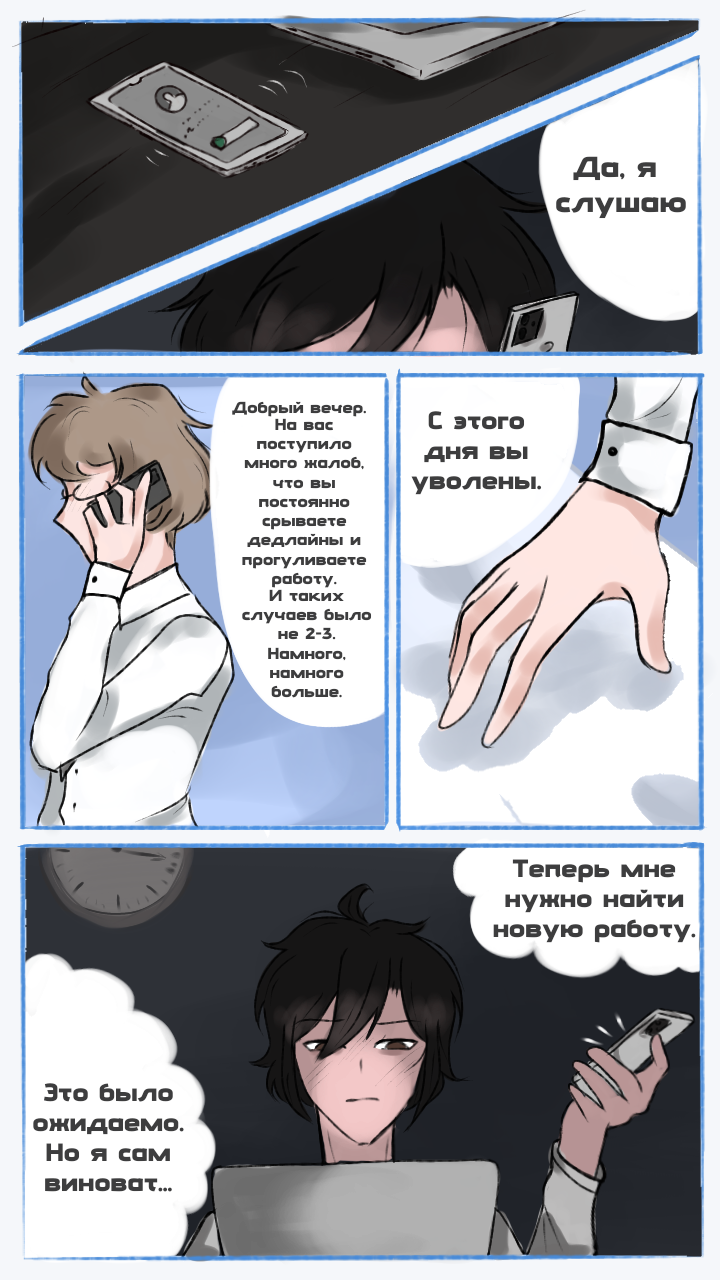 Да, я
слушаю
Добрый вечер.
На вас
поступило
много жалоб,
что вы
постоянно
срываете
дедлайны и
прогуливаете
работу.
И таких
случаев было
не 2-3.
Намного,
намного
больше.
С этого
дня вы
уволены.
Теперь мне
нужно найти
новую работу.
Это было
ожидаемо.
Но я сам
виноват...